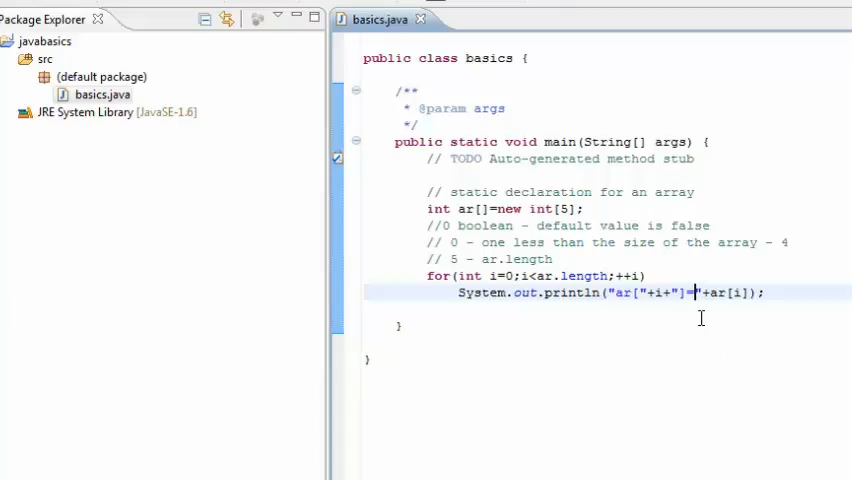 Package Explorer
javabasics
src
(default package)
basics.java
JRE System Library [JavaSE-1.6]
basics.java
public class basics {
/**
* @param args
*/
public static void main(String[] args) {
// TODO Auto-generated method stub
// static declaration for an array
int ar[]=new int[5];
//0 boolean - default value is false
// 0 - one less than the size of the array - 4
// 5 - ar.length
for(int i=0;i<ar.length;++i)
System.out.println("ar["+i+"]="+ar[i]);
}
}